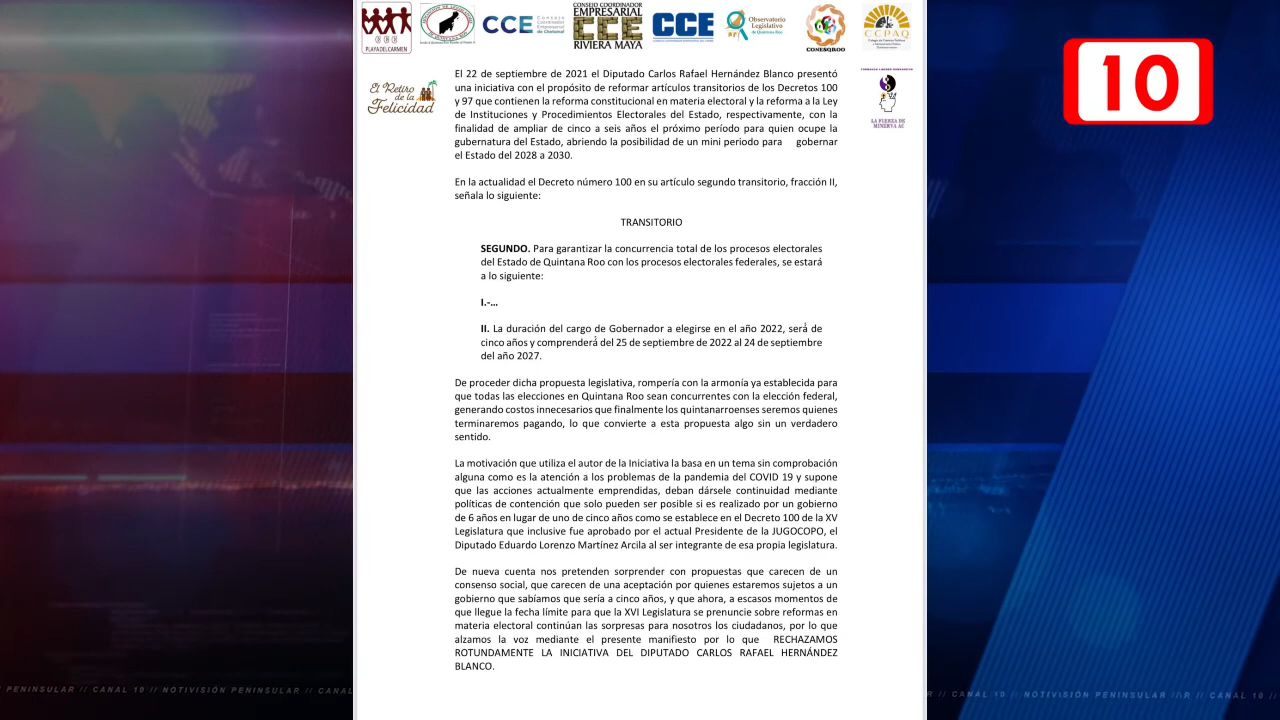 CCE
PLAYA DEL CARMEN
CCE Consejo Coordinador Empresarial de Chetumal
CONSEJO COORDINADOR
EMPRESARIAL
CCE
RIVIERA MAYA
CCE
Observatorio
Legislativo
de Quintana Roo
CONESQROO
CCPAQ
El Retiro
de la
Felicidad
LA FUERZA DE
MINERVA AC
10
El 22 de septiembre de 2021 el Diputado Carlos Rafael Hernández Blanco presentó
una iniciativa con el propósito de reformar artículos transitorios de los Decretos 100
y 97 que contienen la reforma constitucional en materia electoral y la reforma a la Ley
de Instituciones y Procedimientos Electorales del Estado, respectivamente, con la
finalidad de ampliar de cinco a seis años el próximo período para quien ocupe la
gubernatura del Estado, abriendo la posibilidad de un mini periodo para gobernar
el Estado del 2028 a 2030.
En la actualidad el Decreto número 100 en su artículo segundo transitorio, fracción II,
señala lo siguiente:
TRANSITORIO
SEGUNDO. Para garantizar la concurrencia total de los procesos electorales
del Estado de Quintana Roo con los procesos electorales federales, se estará
a lo siguiente:
I.-...
II. La duración del cargo de Gobernador a elegirse en el año 2022, será de
cinco años y comprenderá del 25 de septiembre de 2022 al 24 de septiembre
del año 2027.
De proceder dicha propuesta legislativa, rompería con la armonía ya establecida para
que todas las elecciones en Quintana Roo sean concurrentes con la elección federal,
generando costos innecesarios que finalmente los quintanarroenses seremos quienes
terminaremos pagando, lo que convierte a esta propuesta algo sin un verdadero
sentido.
La motivación que utiliza el autor de la Iniciativa la basa en un tema sin comprobación
alguna como es la atención a los problemas de la pandemia del COVID 19 y supone
que las acciones actualmente emprendidas, deban dársele continuidad mediante
políticas de contención que solo pueden ser posible si es realizado por un gobierno
de 6 años en lugar de uno de cinco años como se establece en el Decreto 100 de la XV
Legislatura que inclusive fue aprobado por el actual Presidente de la JUGOCOPO, el
Diputado Eduardo Lorenzo Martínez Arcila al ser integrante de esa propia legislatura.
De nueva cuenta nos pretenden sorprender con propuestas que carecen de un
consenso social, que carecen de una aceptación por quienes estaremos sujetos a un
gobierno que sabíamos que sería a cinco años, y que ahora, a escasos momentos de
que llegue la fecha límite para que la XVI Legislatura se prenuncie sobre reformas en
materia electoral continúan las sorpresas para nosotros los ciudadanos, por lo que
alzamos la voz mediante el presente manifiesto por lo que RECHAZAMOS
ROTUNDAMENTE LA INICIATIVA DEL DIPUTADO CARLOS RAFAEL HERNÁNDEZ
BLANCO.
PENINSULAR // CANAL 10 // NOTIVISIÓN PENINSULAR // CANAL
// CANAL 10 // NOTIVISIÓN PENINSULAR // CANAL 10 //